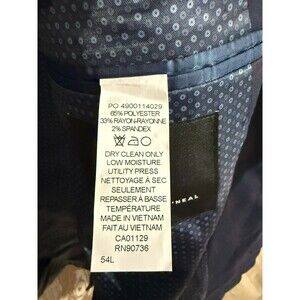 PO 4900114029
65% POLYESTER
33% RAYON-RAYONNE
2% SPANDEX
DRY CLEAN ONLY
LOW MOISTURE.
UTILITY PRESS
NETTOYAGE À SEC
SEULEMENT
REPASSER À BASSE
TEMPÉRATURE
MADE IN VIETNAM
FAIT AU VIETNAM
CA01129
RN90736
54L